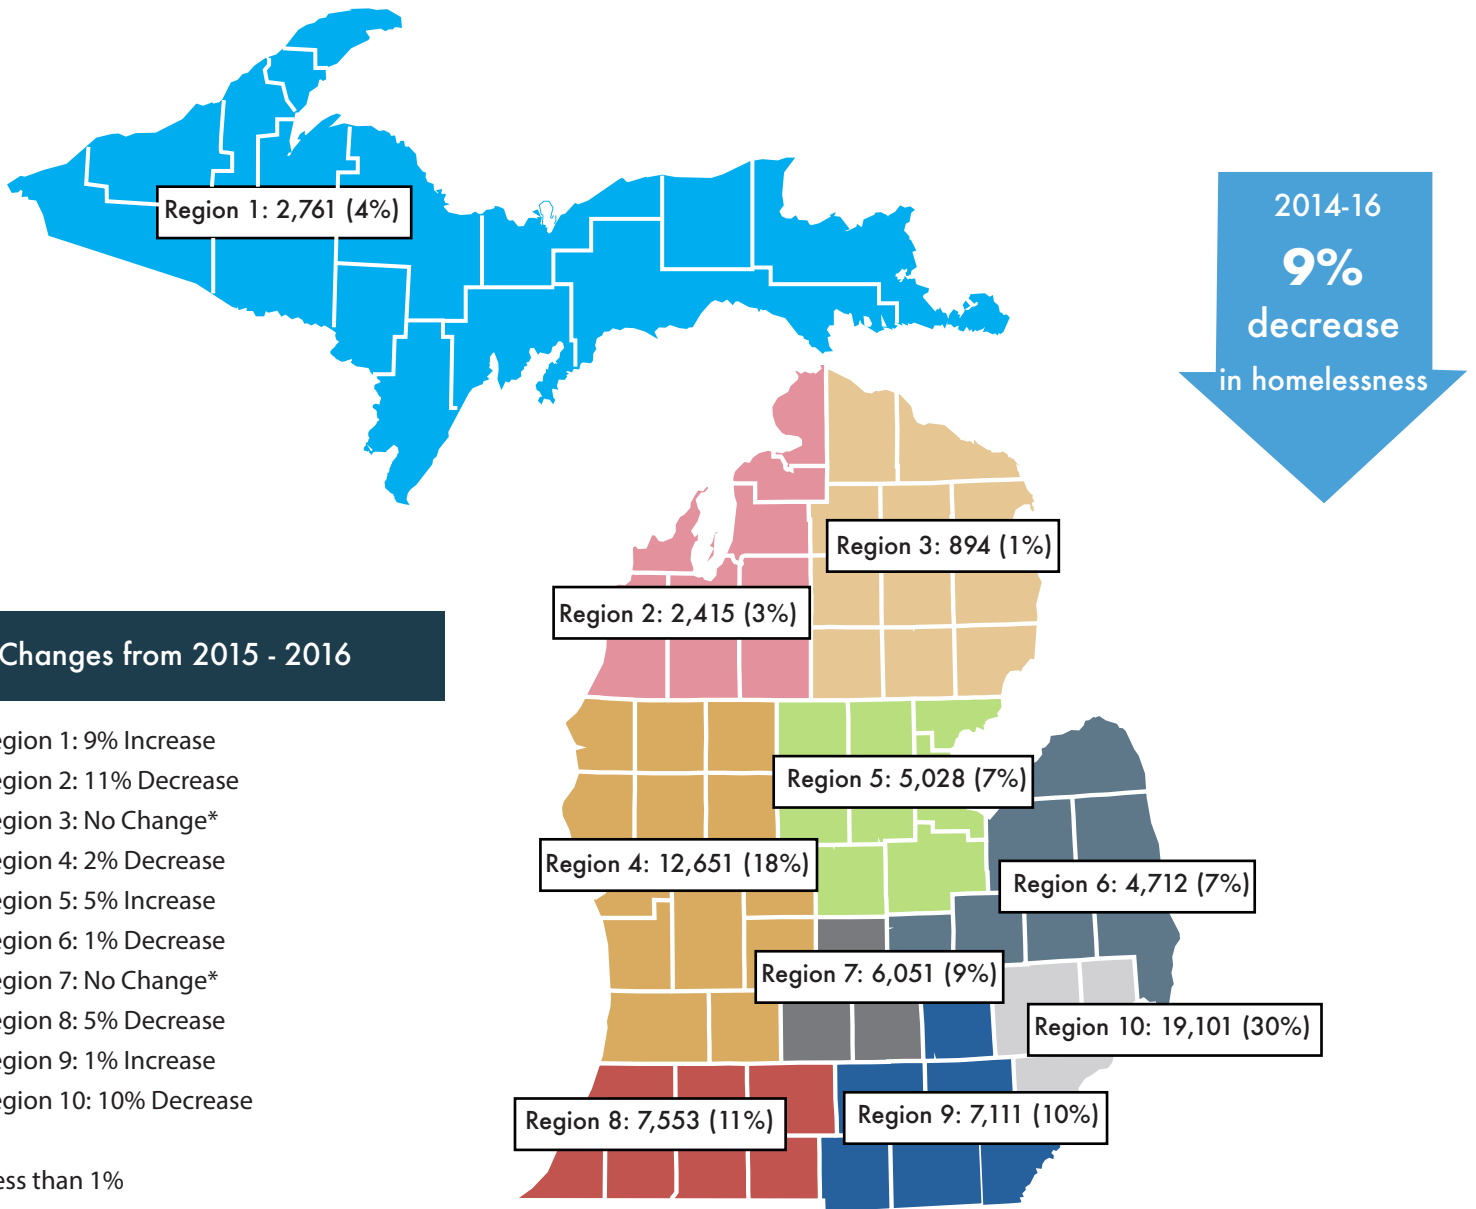 Region 1: 2,761 (4%)
2014-16
9%
decrease
in homelessness
Region 3: 894 (1%)
Region 2: 2,415 (3%)
Changes from 2015 - 2016
egion 1: 9% Increase
egion 2: 11% Decrease
egion 3: No Change*
egion 4: 2% Decrease
egion 5: 5% Increase
egion 6: 1% Decrease
egion 7: No Change*
egion 8: 5% Decrease
egion 9: 1% Increase
egion 10: 10% Decrease
ess than 1%
Region 5: 5,028 (7%)
Region 4: 12,651 (18%)
Region 6: 4,712 (7%)
Region 7: 6,051 (9%)
Region 10: 19,101 (30%)
Region 8: 7,553 (11%)
Region 9: 7,111 (10%)